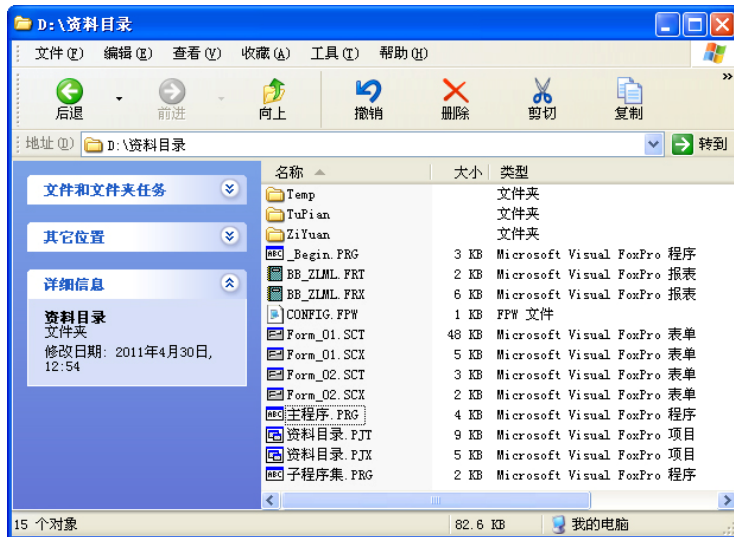 D:\资料目录
文件(F) 编辑(E) 查看(V) 收藏(A) 工具(T) 帮助(H)
后退 前进 向上 撤销 删除 剪切 复制 »
地址(D) D:\资料目录 转到
文件和文件夹任务
其它位置
详细信息
资料目录
文件夹
修改日期: 2011年4月30日,
12:54
名称 大小 类型
Temp 文件夹
TuPian 文件夹
ZiYuan 文件夹
_Begin.PRG 3 KB Microsoft Visual FoxPro 程序
BB_ZLML.FRT 2 KB Microsoft Visual FoxPro 报表
BB_ZLML.FRX 6 KB Microsoft Visual FoxPro 报表
CONFIG.FPW 1 KB FPW 文件
Form_01.SCT 48 KB Microsoft Visual FoxPro 表单
Form_01.SCX 5 KB Microsoft Visual FoxPro 表单
Form_02.SCT 3 KB Microsoft Visual FoxPro 表单
Form_02.SCX 2 KB Microsoft Visual FoxPro 表单
主程序.PRG 4 KB Microsoft Visual FoxPro 程序
资料目录.PJT 9 KB Microsoft Visual FoxPro 项目
资料目录.PJX 5 KB Microsoft Visual FoxPro 项目
子程序集.PRG 2 KB Microsoft Visual FoxPro 程序
15 个对象 82.6 KB 我的电脑